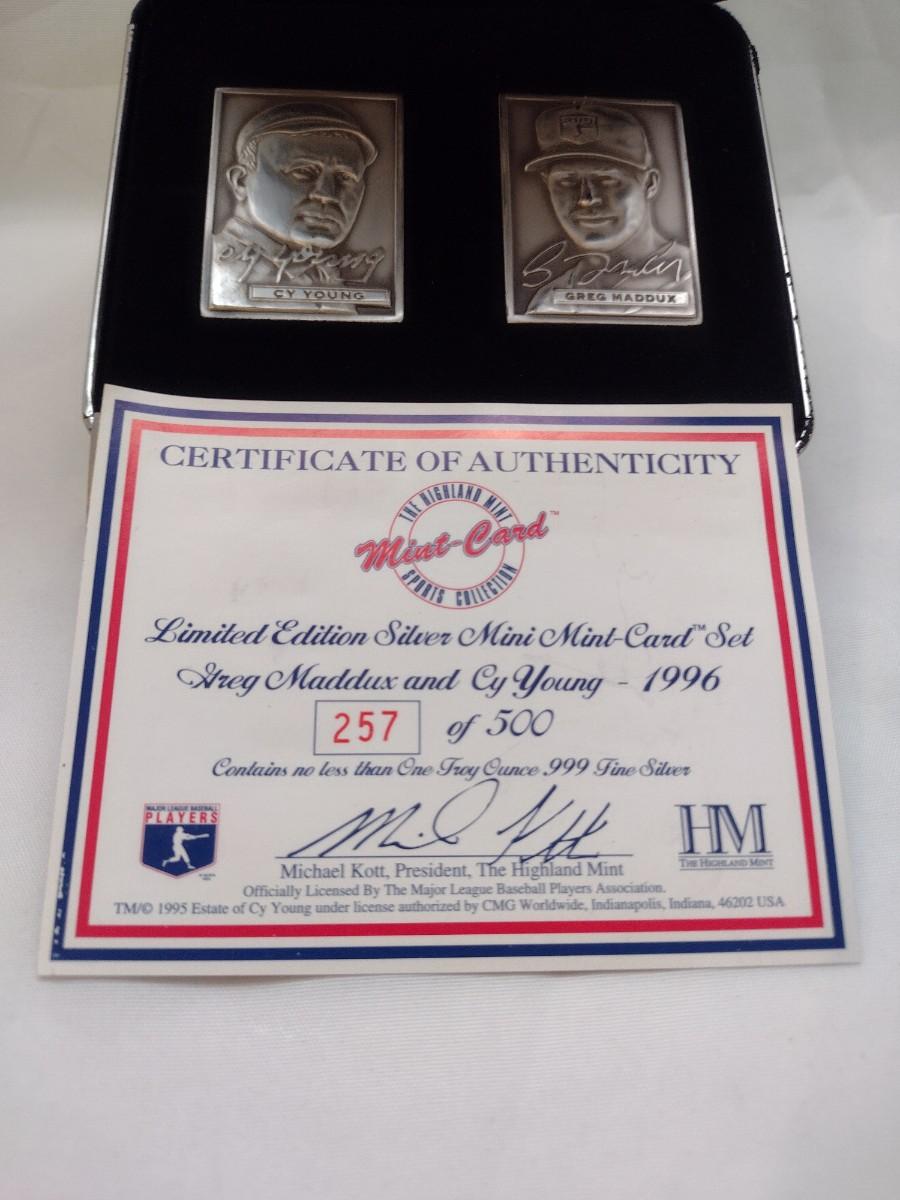 Cy Young
CY YOUNG
GREG MADDUX
CERTIFICATE OF AUTHENTICITY
THE HIGHLAND MINT
Mint-Card™
SPORTS COLLECTION
Limited Edition Silver Mini Mint-Card™ Set
Greg Maddux and Cy Young - 1996
257 of 500
Contains no less than One Troy Ounce .999 Fine Silver
MAJOR LEAGUE BASEBALL
PLAYERS
HM
THE HIGHLAND MINT
Michael Kott, President, The Highland Mint
Officially Licensed By The Major League Baseball Players Association.
TM/© 1995 Estate of Cy Young under license authorized by CMG Worldwide, Indianapolis, Indiana, 46202 USA